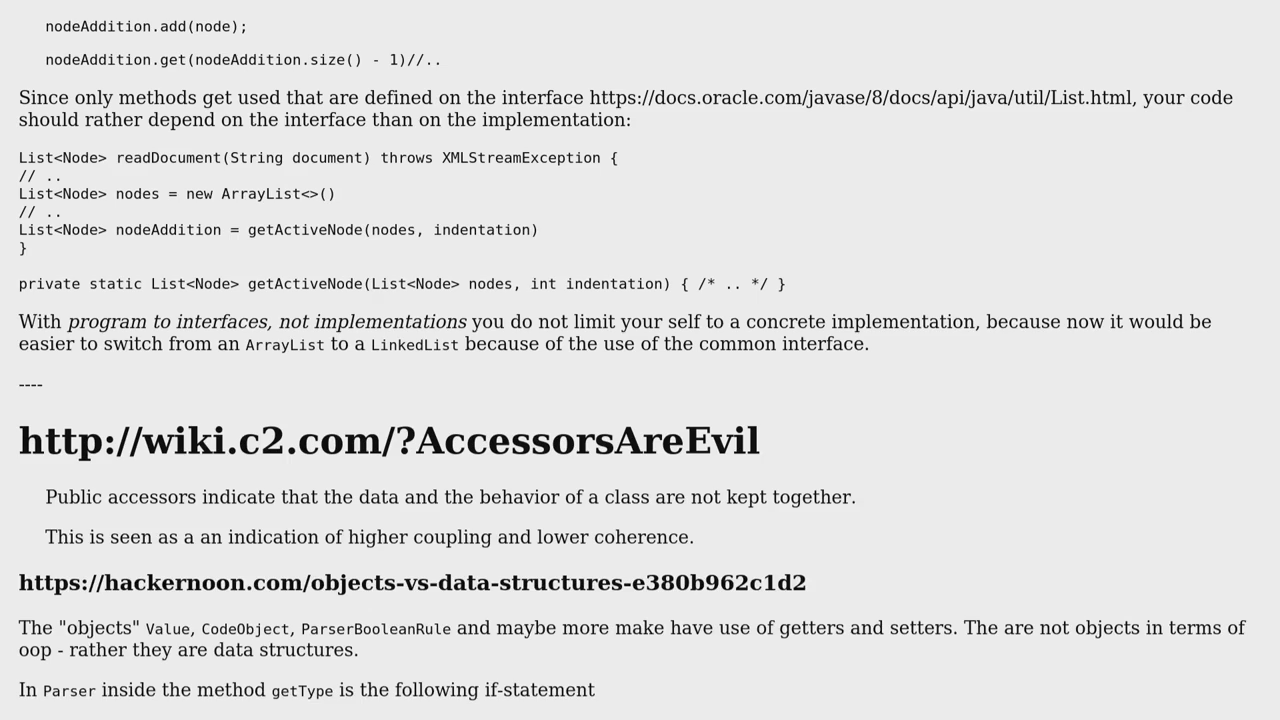 nodeAddition.add(node);
nodeAddition.get(nodeAddition.size() - 1)//..
Since only methods get used that are defined on the interface https://docs.oracle.com/javase/8/docs/api/java/util/List.html, your code
should rather depend on the interface than on the implementation:
List<Node> readDocument(String document) throws XMLStreamException {
// ..
List<Node> nodes = new ArrayList<>()
// ..
List<Node> nodeAddition = getActiveNode(nodes, indentation)
}
private static List<Node> getActiveNode(List<Node> nodes, int indentation) { /* .. */ }
With program to interfaces, not implementations you do not limit your self to a concrete implementation, because now it would be
easier to switch from an ArrayList to a LinkedList because of the use of the common interface.
----
http://wiki.c2.com/?AccessorsAreEvil
Public accessors indicate that the data and the behavior of a class are not kept together.
This is seen as a an indication of higher coupling and lower coherence.
https://hackernoon.com/objects-vs-data-structures-e380b962c1d2
The "objects" Value, CodeObject, ParserBooleanRule and maybe more make have use of getters and setters. The are not objects in terms of
oop - rather they are data structures.
In Parser inside the method getType is the following if-statement